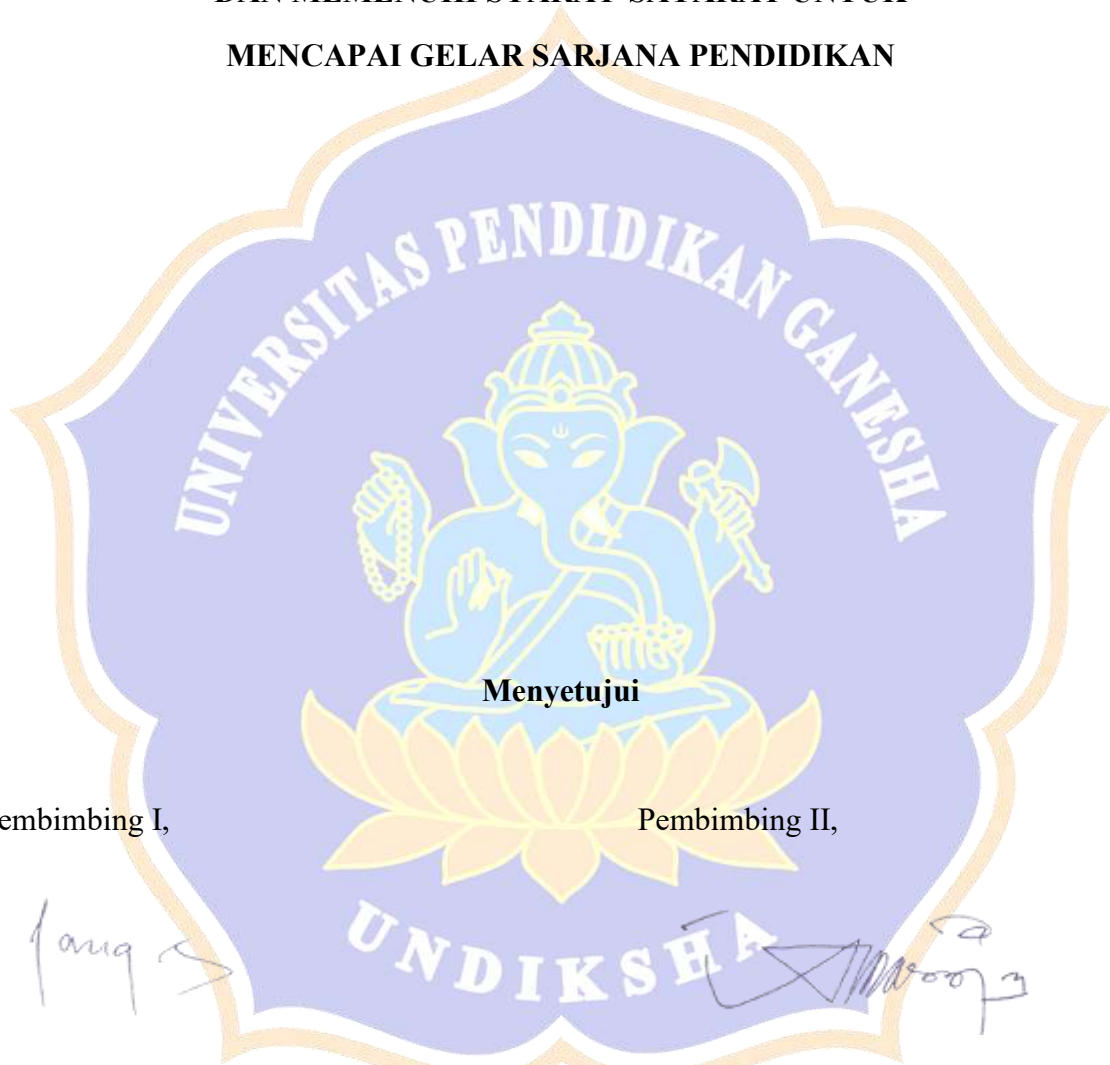 MENCAPAI GELAR SARJANA PENDIDIKAN
UNIVERSITAS PENDIDIKAN GANESHA
Menyetujui
embimbing I,
Pembimbing II,
UNDIKSHA